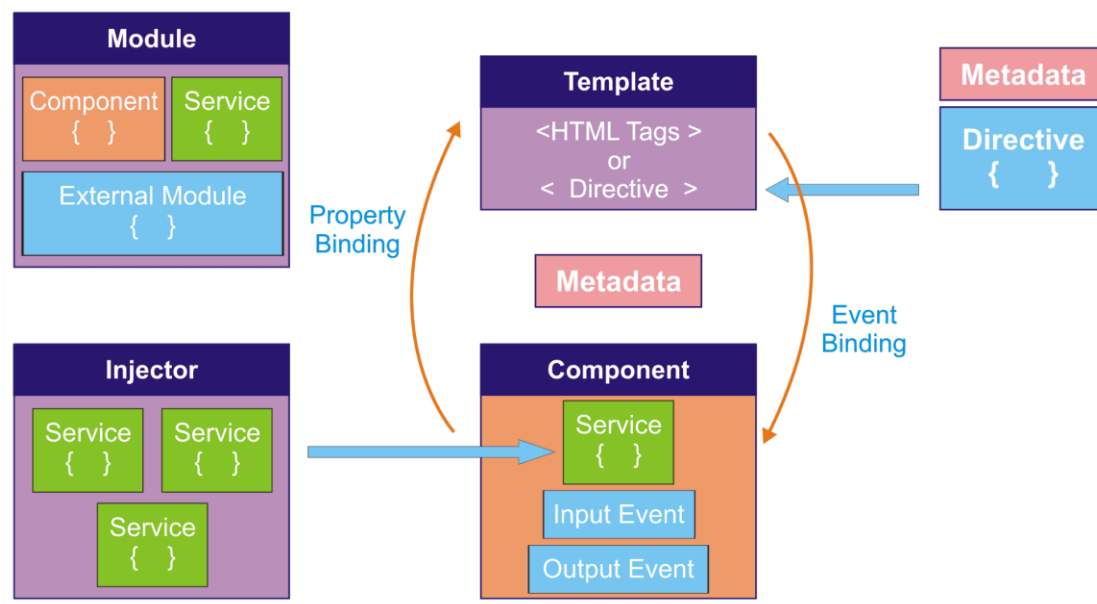 Module
Component
{ }
Service
{ }
External Module
{ }
Property
Binding
Template
<HTML Tags >
or
< Directive >
Metadata
Directive
{ }
Metadata
Event
Binding
Injector
Service
{ }
Service
{ }
Service
{ }
Component
Service
{ }
Input Event
Output Event